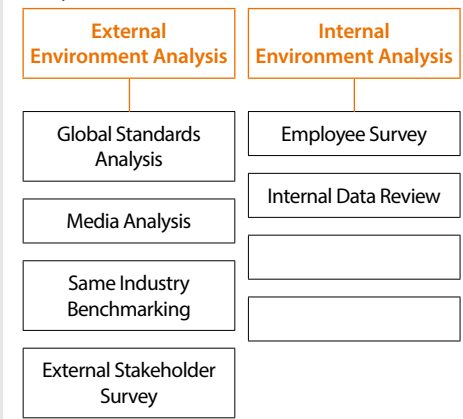 External
Environment Analysis
Global Standards
Analysis
Media Analysis
Same Industry
Benchmarking
External Stakeholder
Survey
Internal
Environment Analysis
Employee Survey
Internal Data Review